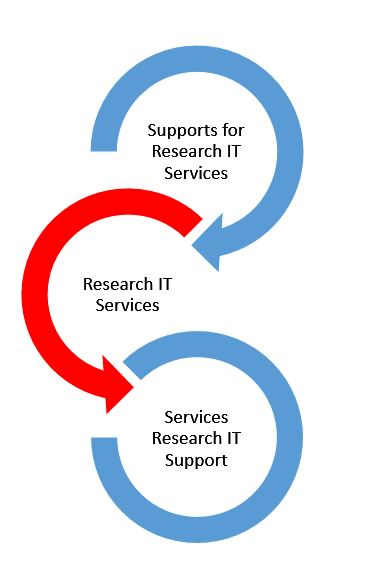 Supports for
Research IT
Services
Research IT
Services
Services
Research IT
Support